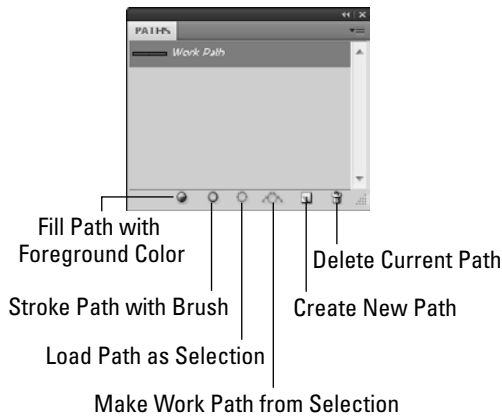 PATHS
Work Path
Fill Path with
Foreground Color
Delete Current Path
Stroke Path with Brush
Create New Path
Load Path as Selection
Make Work Path from Selection